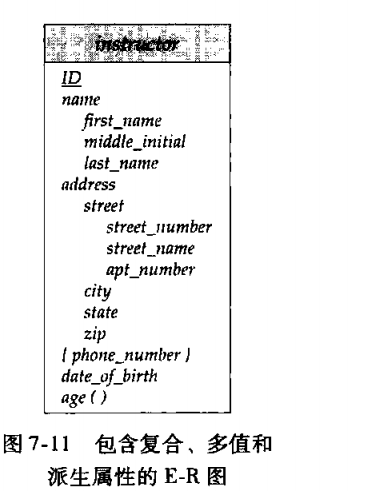 instructor
ID
name
first_name
middle_initial
last_name
address
street
street_number
street_name
apt_number
city
state
zip
{ phone_number }
date_of_birth
age ( )
图 7-11 包含复合、多值和
派生属性的 E-R 图